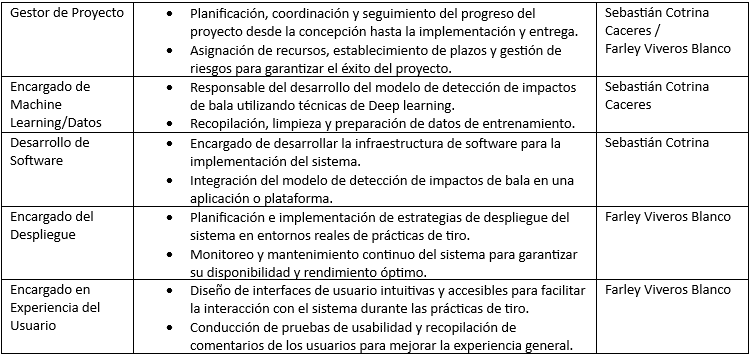 Gestor de Proyecto
• Planificación, coordinación y seguimiento del progreso del
proyecto desde la concepción hasta la implementación y entrega.
• Asignación de recursos, establecimiento de plazos y gestión de
riesgos para garantizar el éxito del proyecto.
Sebastián Cotrina
Caceres /
Farley Viveros Blanco
Encargado de
Machine
Learning/Datos
• Responsable del desarrollo del modelo de detección de impactos
de bala utilizando técnicas de Deep learning.
• Recopilación, limpieza y preparación de datos de entrenamiento.
Sebastián Cotrina
Caceres
Desarrollo de
Software
• Encargado de desarrollar la infraestructura de software para la
implementación del sistema.
• Integración del modelo de detección de impactos de bala en una
aplicación o plataforma.
Sebastián Cotrina
Encargado del
Despliegue
• Planificación e implementación de estrategias de despliegue del
sistema en entornos reales de prácticas de tiro.
• Monitoreo y mantenimiento continuo del sistema para garantizar
su disponibilidad y rendimiento óptimo.
Farley Viveros Blanco
Encargado en
Experiencia del
Usuario
• Diseño de interfaces de usuario intuitivas y accesibles para facilitar
la interacción con el sistema durante las prácticas de tiro.
• Conducción de pruebas de usabilidad y recopilación de
comentarios de los usuarios para mejorar la experiencia general.
Farley Viveros Blanco